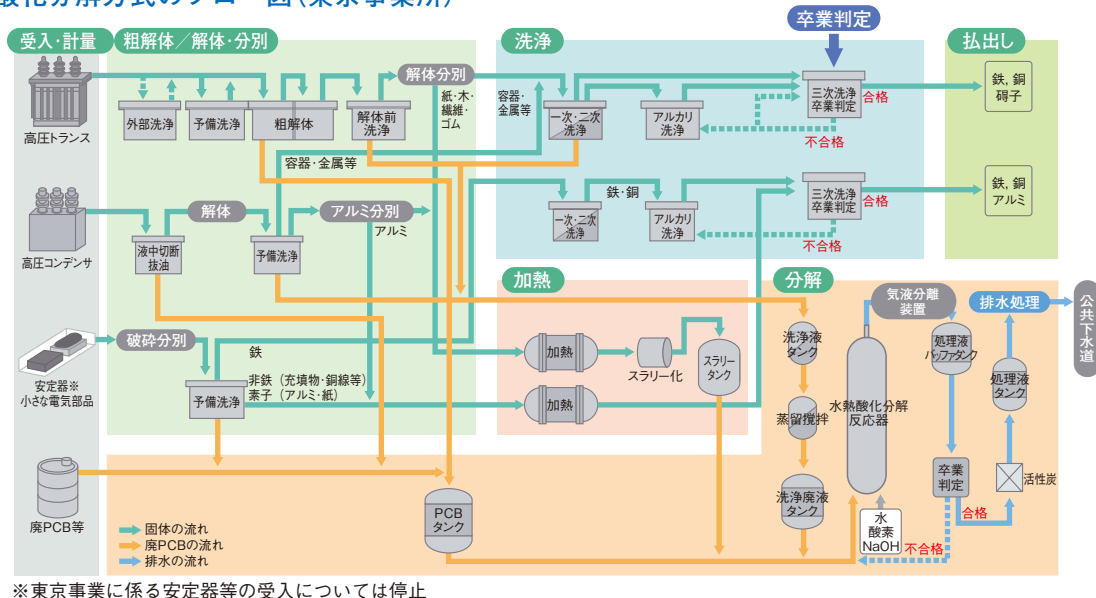 酸化分解方式のフロー図(東京事業所)
卒業判定
受入・計量
粗解体/解体・分別
洗浄
払出し
高圧トランス
外部洗浄
予備洗浄
粗解体
解体前
洗浄
解体分別
紙・木・
繊維・
ゴム
容器・
金属等
一次・二次
洗浄
アルカリ
洗浄
三次洗浄
卒業判定
合格
不合格
鉄, 銅
碍子
容器・金属等
高圧コンデンサ
液中切断
抜油
解体
予備洗浄
アルミ分別
アルミ
鉄・銅
一次・二次
洗浄
アルカリ
洗浄
三次洗浄
卒業判定
合格
不合格
鉄, 銅
アルミ
安定器※
小さな電気部品
破砕分別
予備洗浄
鉄
非鉄(充填物・銅線等)
素子(アルミ・紙)
加熱
加熱
スラリー化
スラリー
タンク
加熱
分解
洗浄液
タンク
蒸留撹拌
洗浄廃液
タンク
水熱酸化分解
反応器
気液分離
装置
処理液
バッファタンク
卒業
判定
合格
不合格
水
酸素
NaOH
排水処理
処理液
タンク
活性炭
公共下水道
廃PCB等
PCB
タンク
固体の流れ
廃PCBの流れ
排水の流れ
※東京事業に係る安定器等の受入については停止